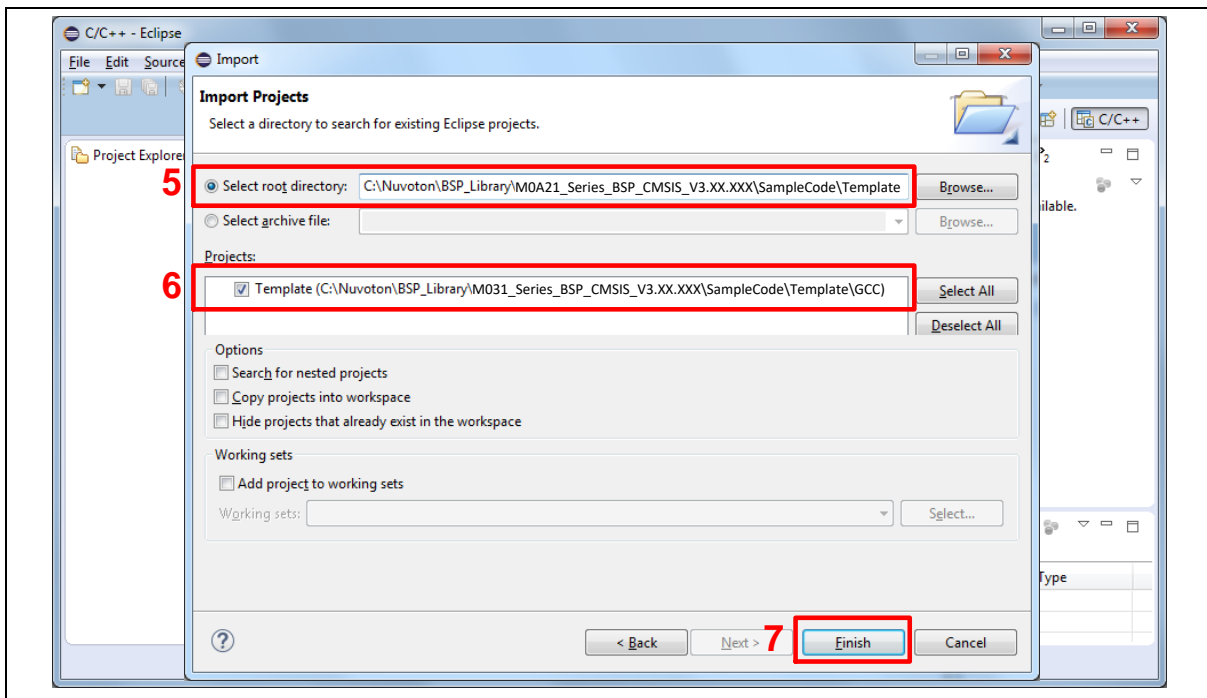 C/C++ - Eclipse
File Edit Source
Import
Import Projects
Select a directory to search for existing Eclipse projects.
C/C++
Project Explorer
5 Select root directory: C:\Nuvoton\BSP_Library\M0A21_Series_BSP_CMSIS_V3.XX.XXX\SampleCode\Template Browse...
ilable.
Select archive file: Browse...
Projects:
6 Template (C:\Nuvoton\BSP_Library\M031_Series_BSP_CMSIS_V3.XX.XXX\SampleCode\Template\GCC) Select All
Deselect All
Options
Search for nested projects
Copy projects into workspace
Hide projects that already exist in the workspace
Working sets
Add project to working sets
Working sets: Select...
Type
< Back Next > 7 Finish Cancel